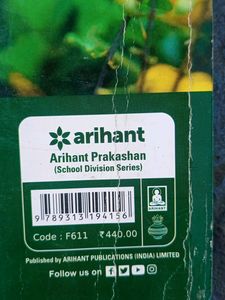 arihant
Arihant Prakashan
(School Division Series)
9 789313 194156
ARIHANT
Code : F611 ₹440.00
Published by ARIHANT PUBLICATIONS (INDIA) LIMITED
Follow us on